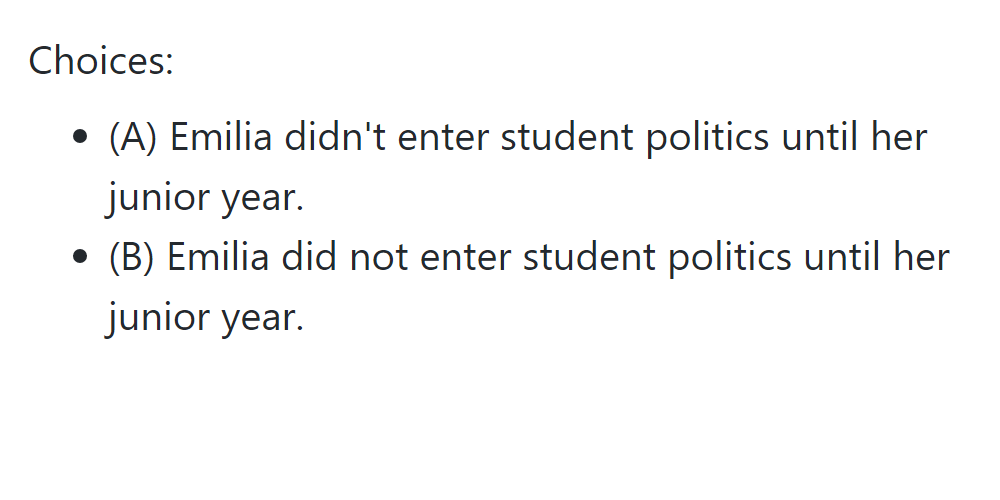 Choices:
• (A) Emilia didn't enter student politics until her
junior year.
• (B) Emilia did not enter student politics until her
junior year.